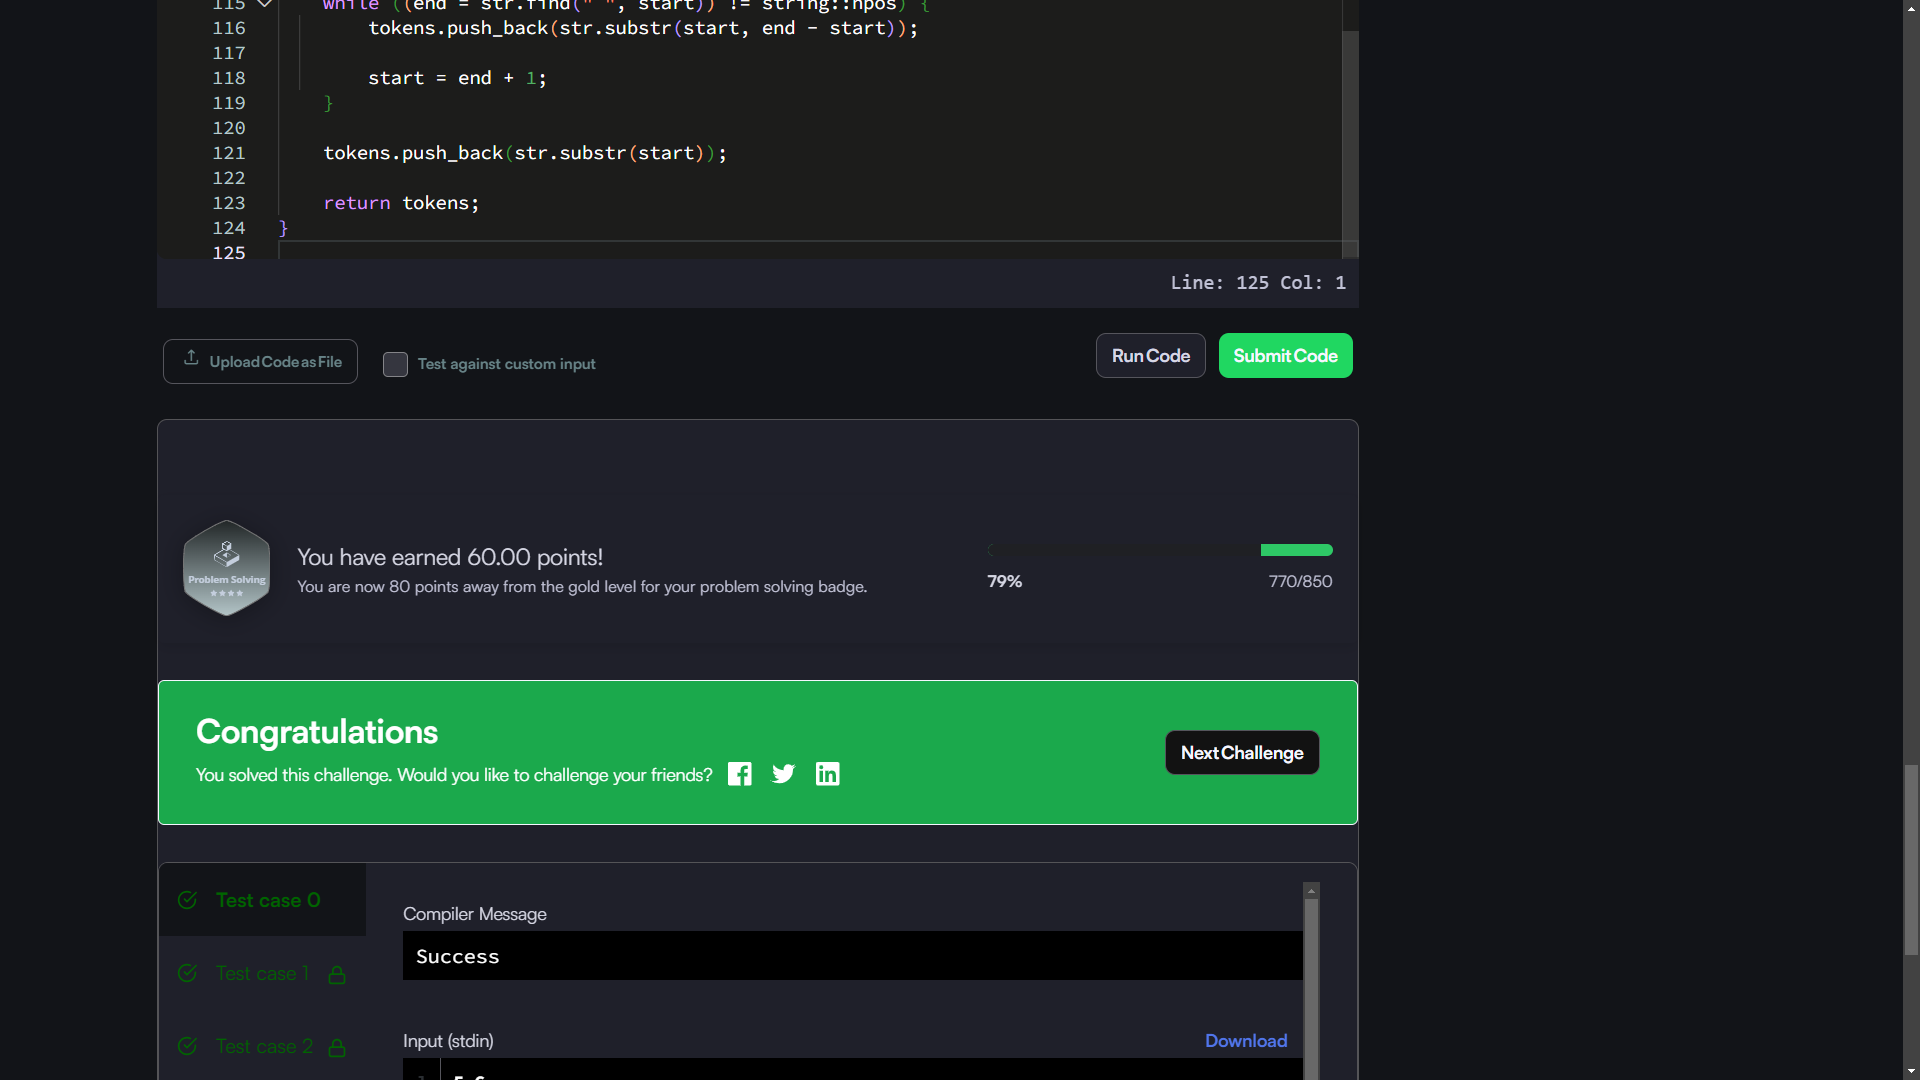 115 while ((end = str.find(" ", start)) != string::npos) {
116 tokens.push_back(str.substr(start, end - start));
117
118 start = end + 1;
119 }
120
121 tokens.push_back(str.substr(start));
122
123 return tokens;
124 }
125
Line: 125 Col: 1
Upload Code as File
Test against custom input
Run Code
Submit Code
Problem Solving
You have earned 60.00 points!
You are now 80 points away from the gold level for your problem solving badge.
79%
770/850
Congratulations
You solved this challenge. Would you like to challenge your friends?
Next Challenge
Test case 0
Test case 1
Test case 2
Compiler Message
Success
Input (stdin)
Download